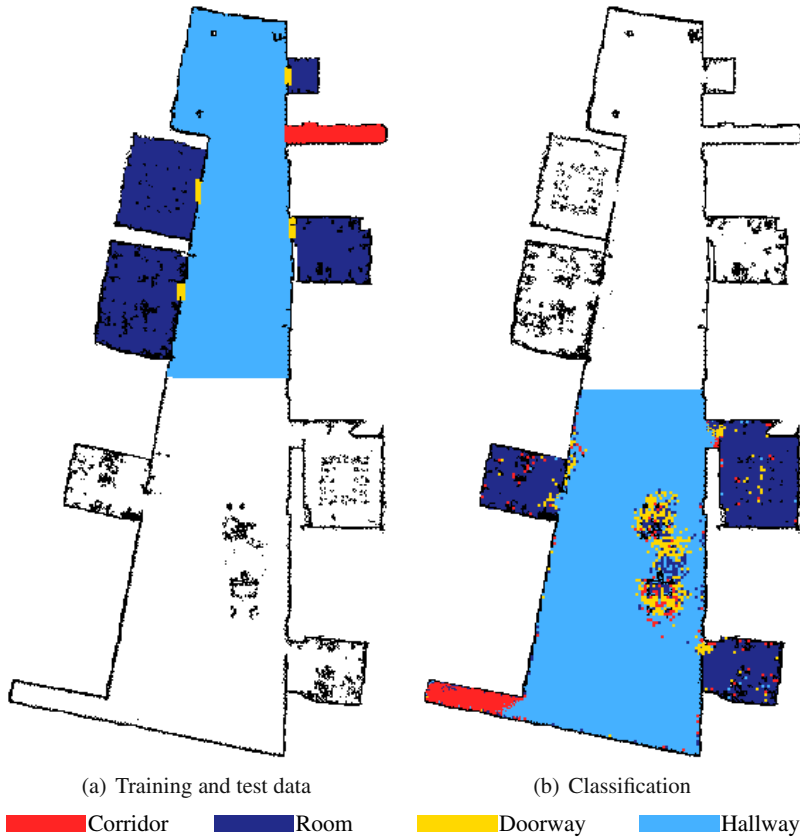 (a) Training and test data (b) Classification
Corridor Room Doorway Hallway